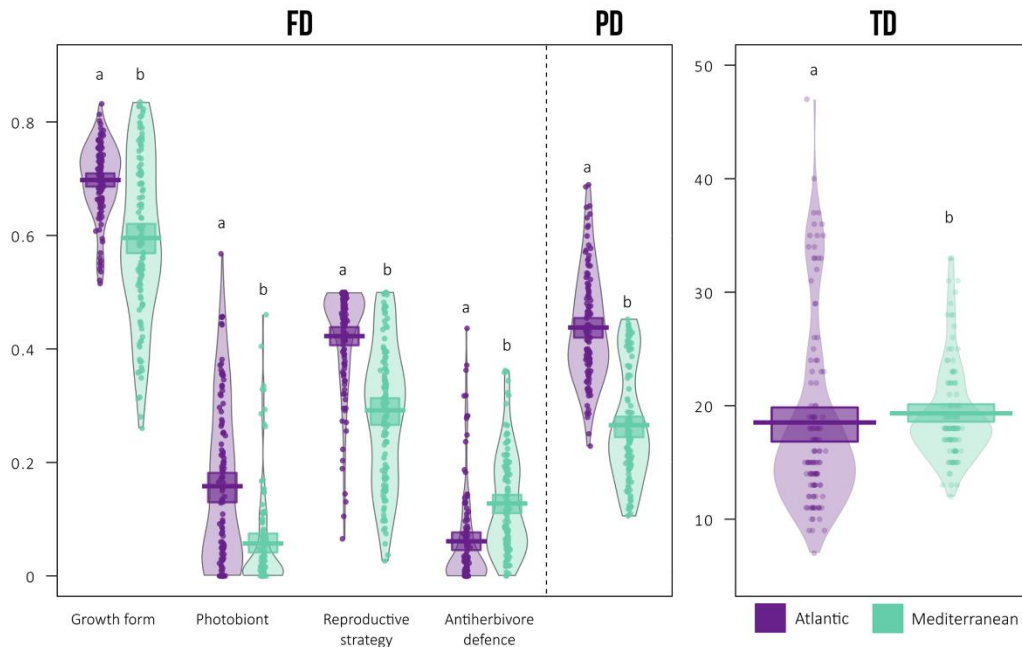 FD PD TD
a b a b a b a b a b a b
0.8
0.6
0.4
0.2
0
50
40
30
20
10
Growth form
Photobiont
Reproductive
strategy
Antiherbivore
defence
Atlantic
Mediterranean